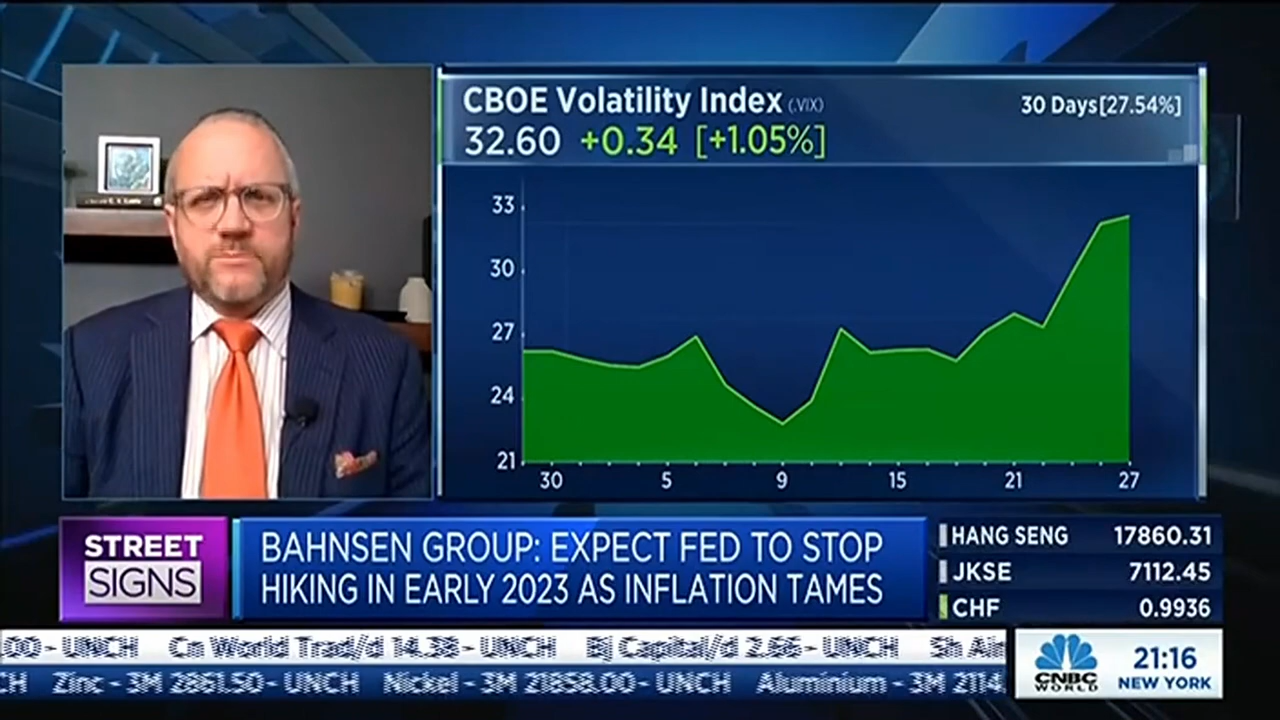 CBOE Volatility Index (.VIX)
30 Days[27.54%]
32.60 +0.34 [+1.05%]
33
30
27
24
21
30 5 9 15 21 27
STREET
SIGNS
BAHNSEN GROUP: EXPECT FED TO STOP
HIKING IN EARLY 2023 AS INFLATION TAMES
HANG SENG 17860.31
JKSE 7112.45
CHF 0.9936
00 - UNCH Cn World Trad/d 14.38 - UNCH Bj Capital/d 2.66 - UNCH Sh Air
CH Zinc - 3M 2861.50 - UNCH Nickel - 3M 21858.00 - UNCH Aluminium - 3M 2114
CNBC
WORLD
21:16
NEW YORK